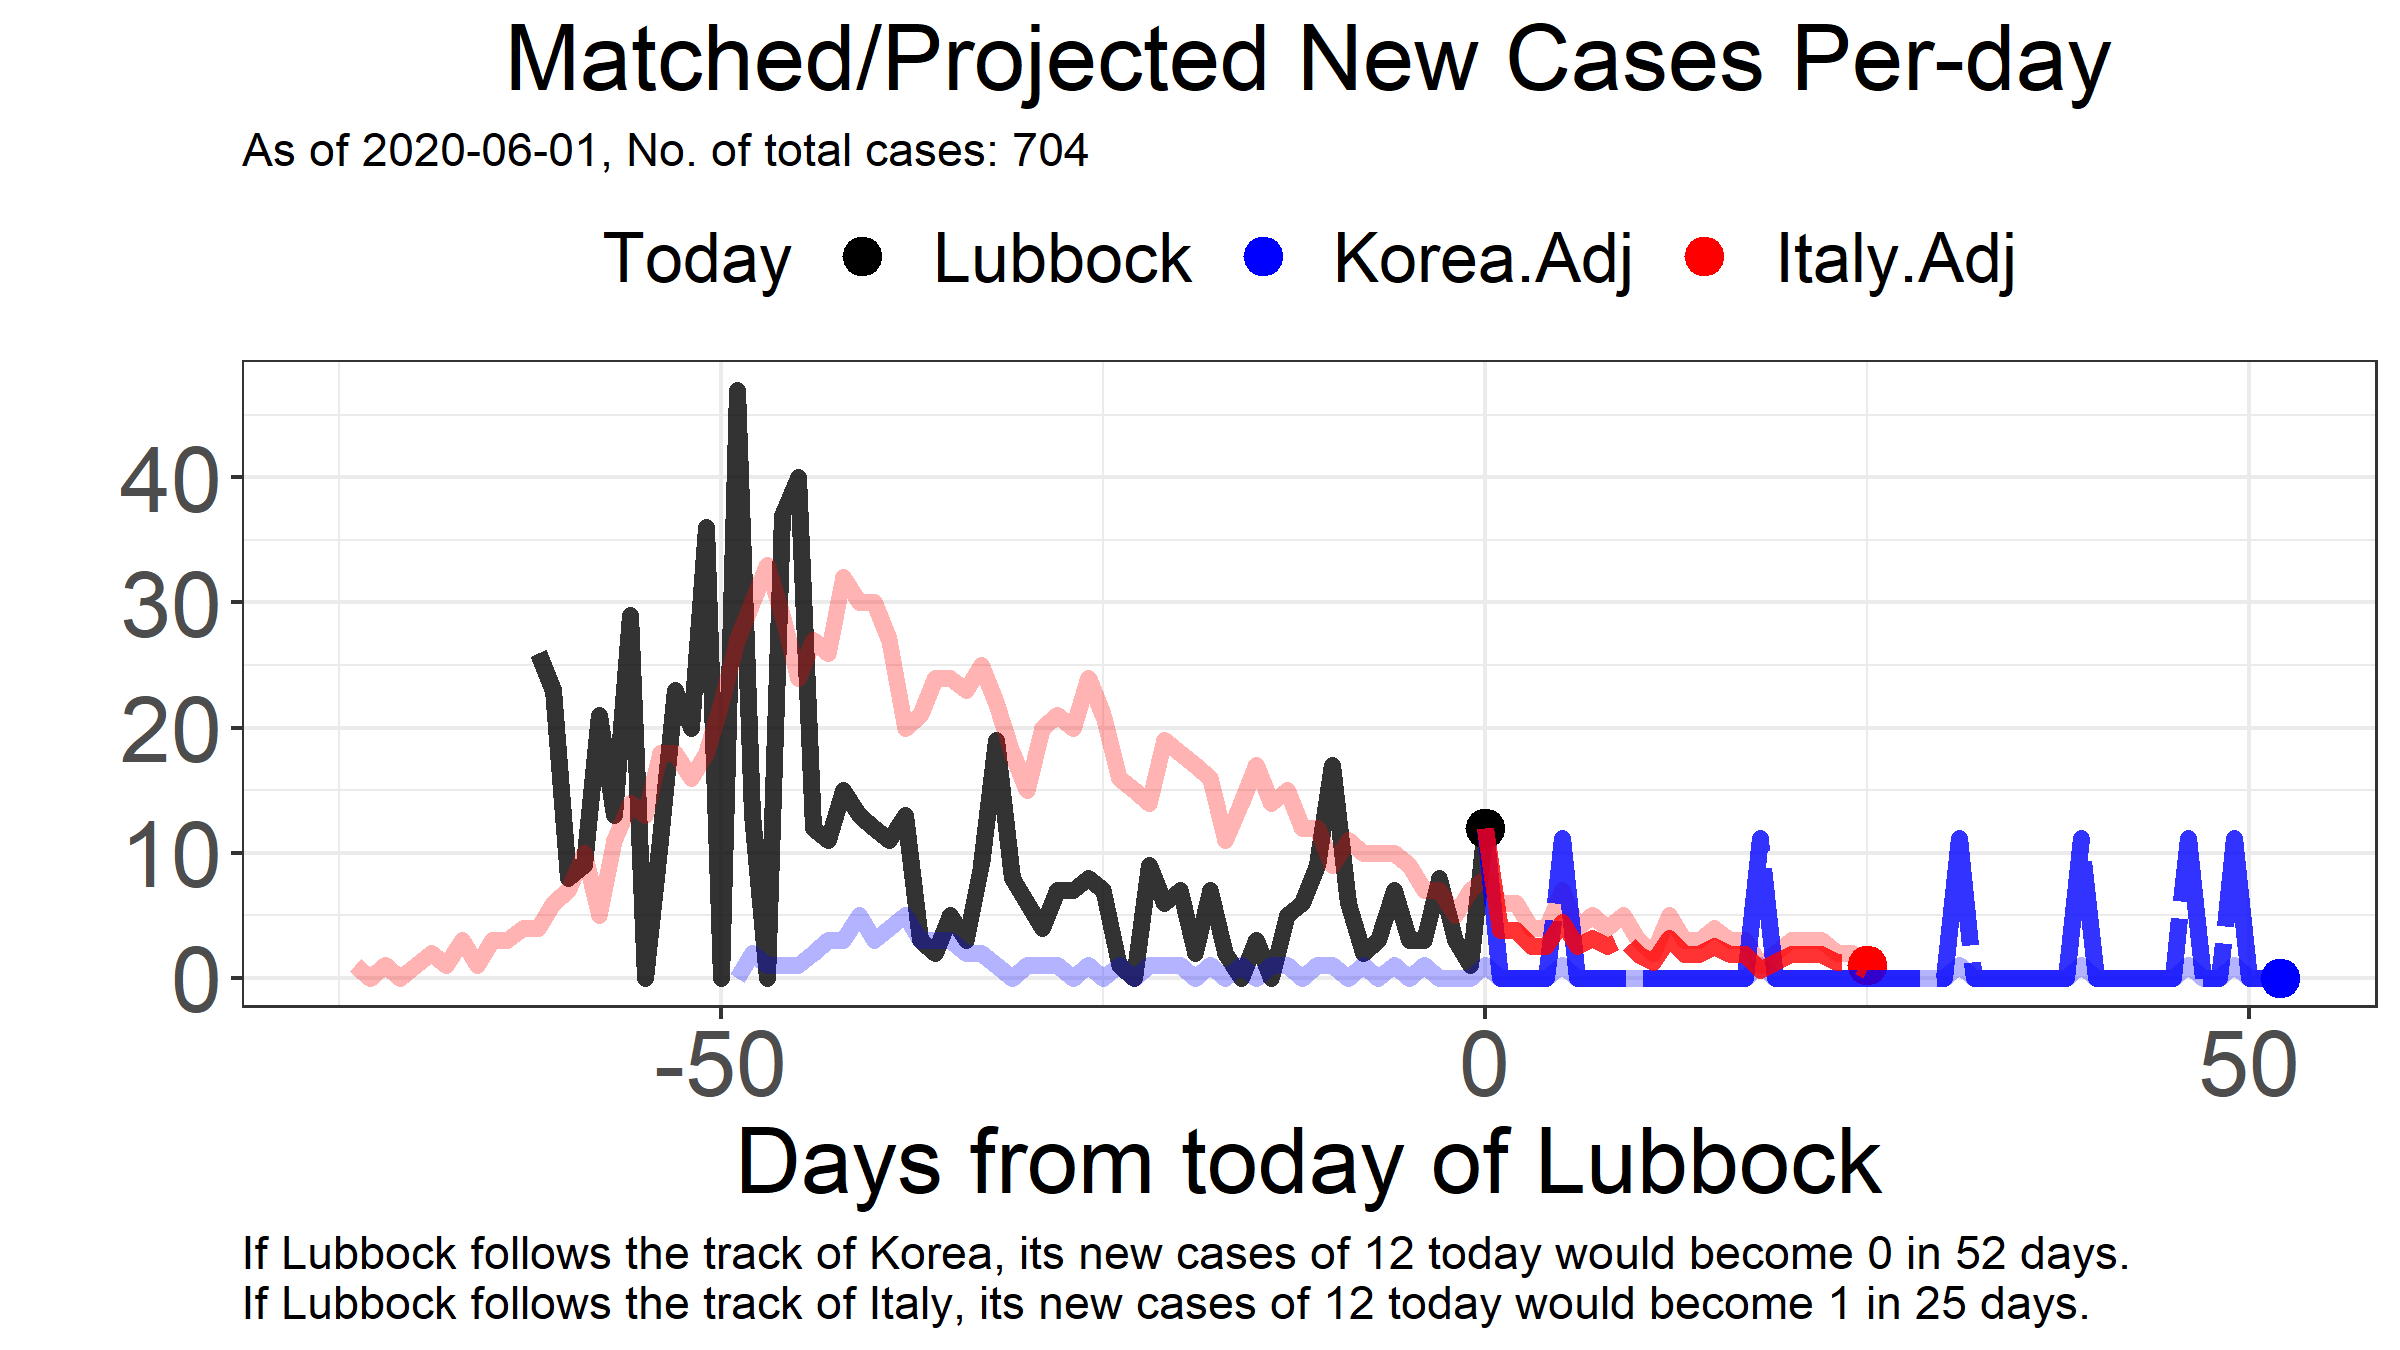 Matched/Projected New Cases Per-day
As of 2020-06-01, No. of total cases: 704
Today Lubbock Korea.Adj Italy.Adj
40
30
20
10
0
-50 0 50
Days from today of Lubbock
If Lubbock follows the track of Korea, its new cases of 12 today would become 0 in 52 days.
If Lubbock follows the track of Italy, its new cases of 12 today would become 1 in 25 days.